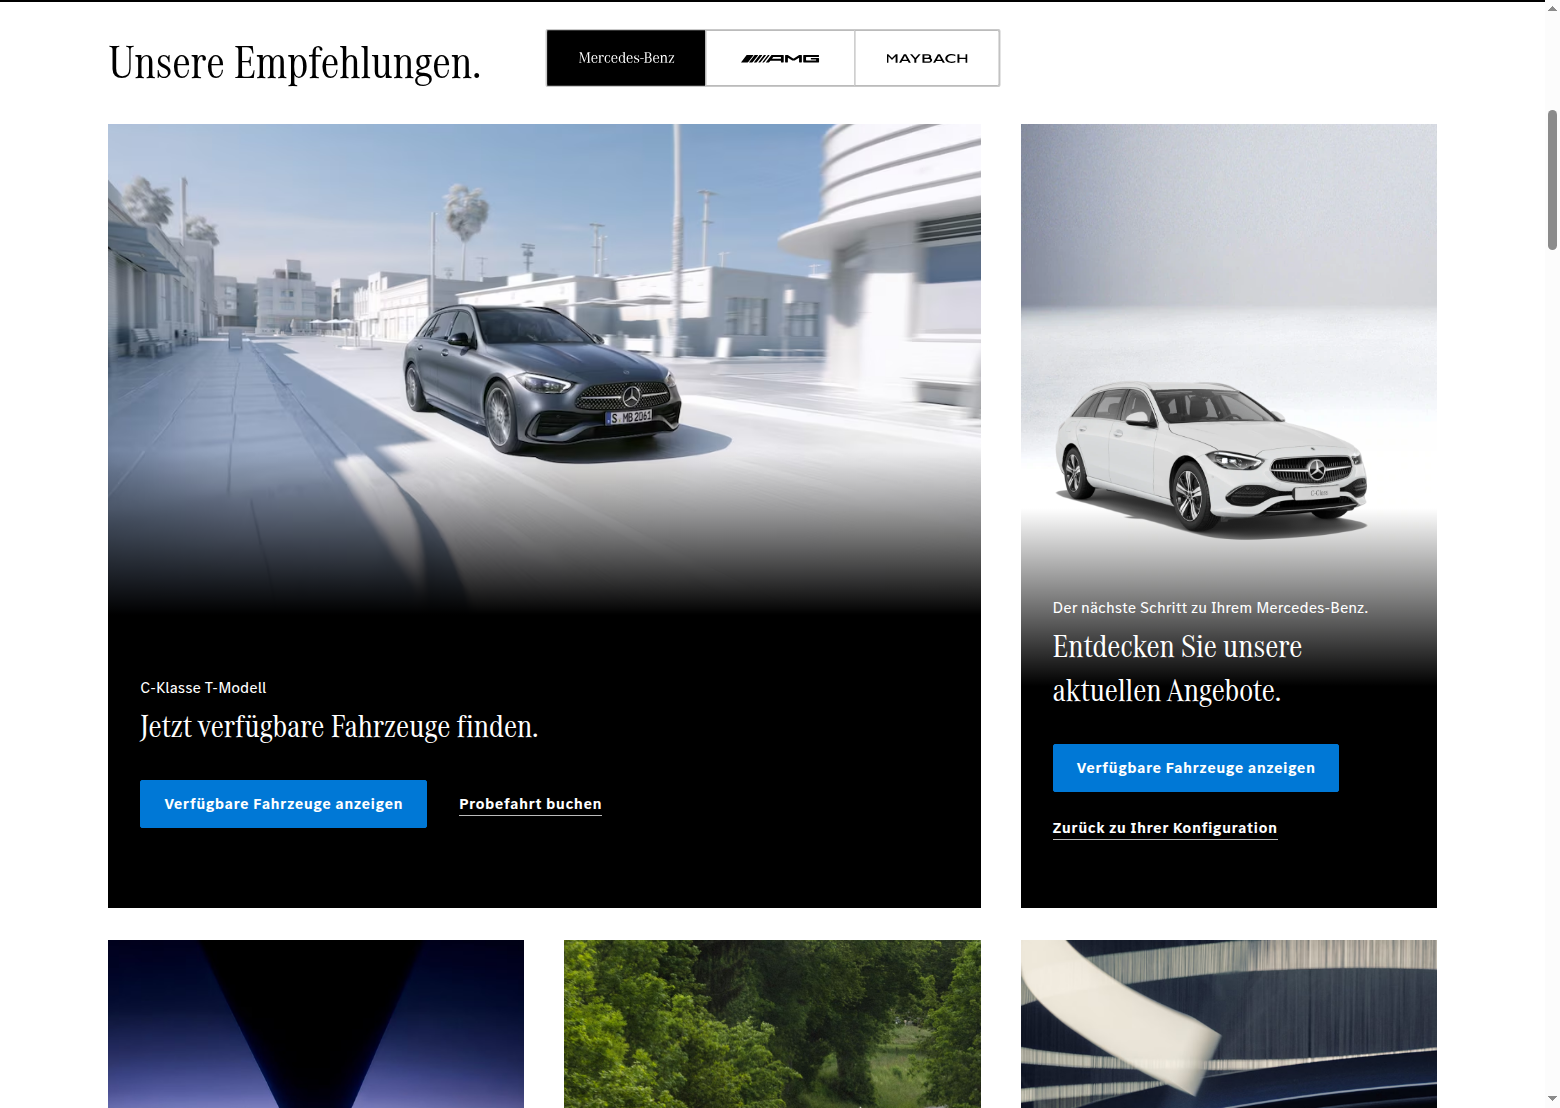 Unsere Empfehlungen.
Mercedes-Benz
AMG
MAYBACH
S MB 2061
C-Klasse T-Modell
Jetzt verfügbare Fahrzeuge finden.
Verfügbare Fahrzeuge anzeigen
Probefahrt buchen
C-Class
Der nächste Schritt zu Ihrem Mercedes-Benz.
Entdecken Sie unsere
aktuellen Angebote.
Verfügbare Fahrzeuge anzeigen
Zurück zu Ihrer Konfiguration